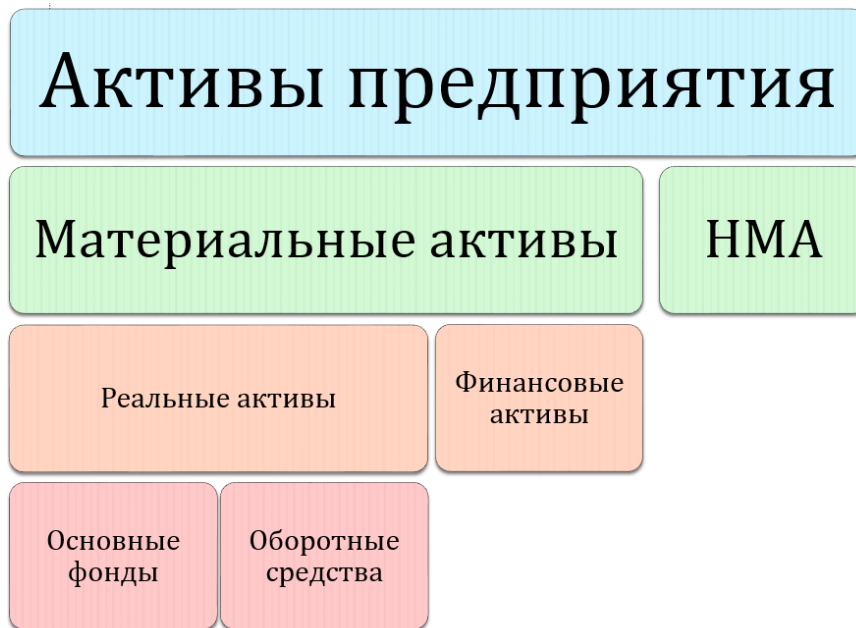 Активы предприятия
Материальные активы
НМА
Реальные активы
Финансовые
активы
Основные
фонды
Оборотные
средства